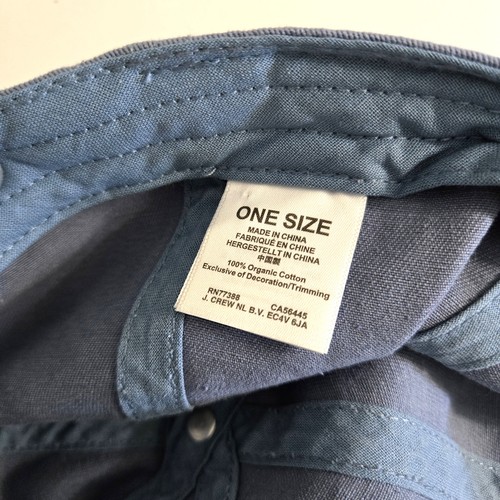 ONE SIZE
MADE IN CHINA
FABRIQUÉ EN CHINE
HERGESTELLT IN CHINA
中国製
100% Organic Cotton
Exclusive of Decoration/Trimming
RN77388 CA56445
J. CREW NL B.V. EC4V 6JA